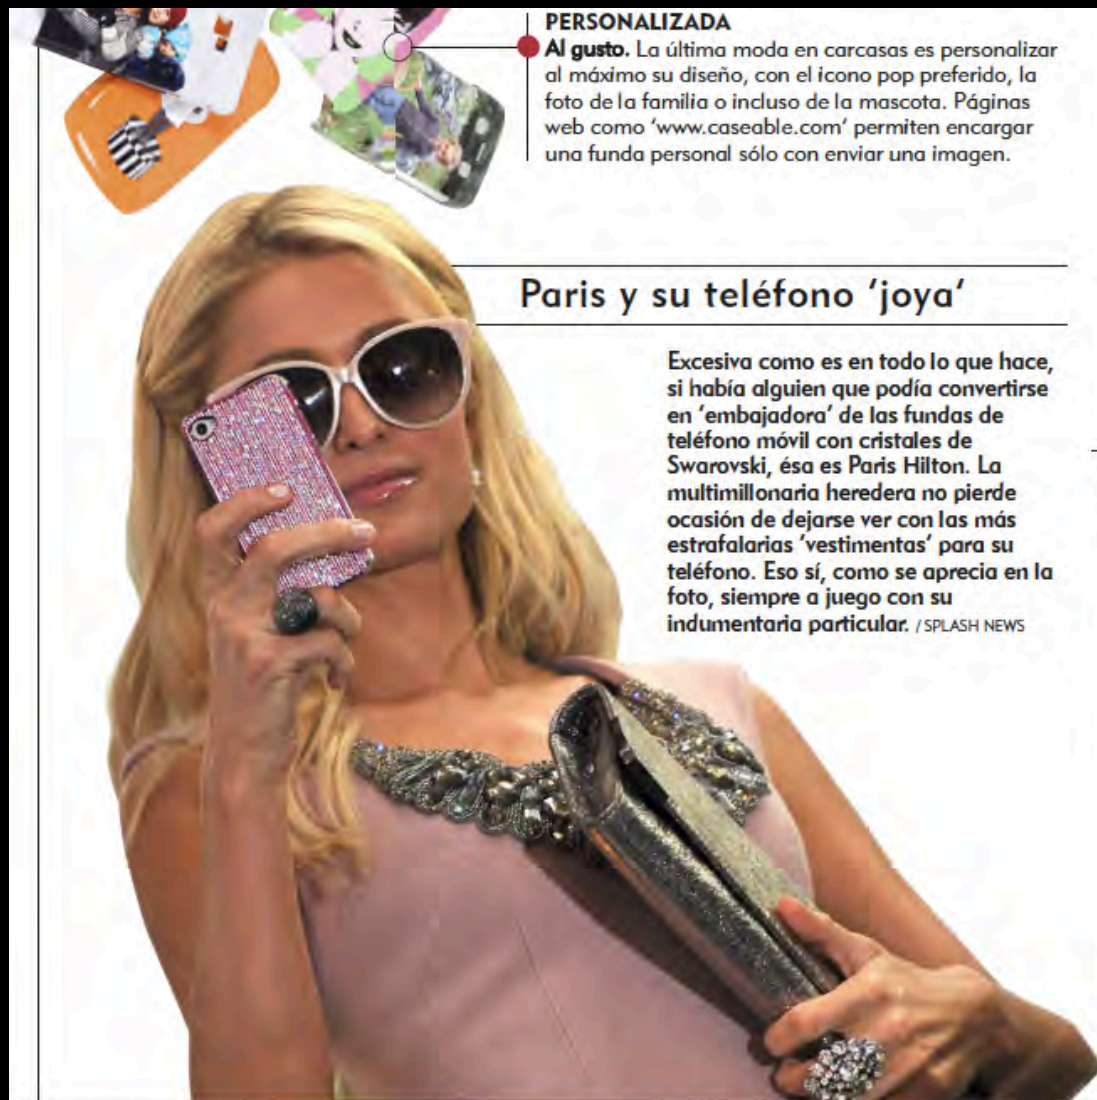 PERSONALIZADA
Al gusto. La última moda en carcasas es personalizar
al máximo su diseño, con el icono pop preferido, la
foto de la familia o incluso de la mascota. Páginas
web como ‘www.caseable.com’ permiten encargar
una funda personal sólo con enviar una imagen.
Paris y su teléfono ‘joya‘
Excesiva como es en todo lo que hace,
si había alguien que podía convertirse
en ‘embajadora’ de las fundas de
teléfono móvil con cristales de
Swarovski, ésa es Paris Hilton. La
multimillonaria heredera no pierde
ocasión de dejarse ver con las más
estrafalarias ‘vestimentas’ para su
teléfono. Eso sí, como se aprecia en la
foto, siempre a juego con su
indumentaria particular. / SPLASH NEWS